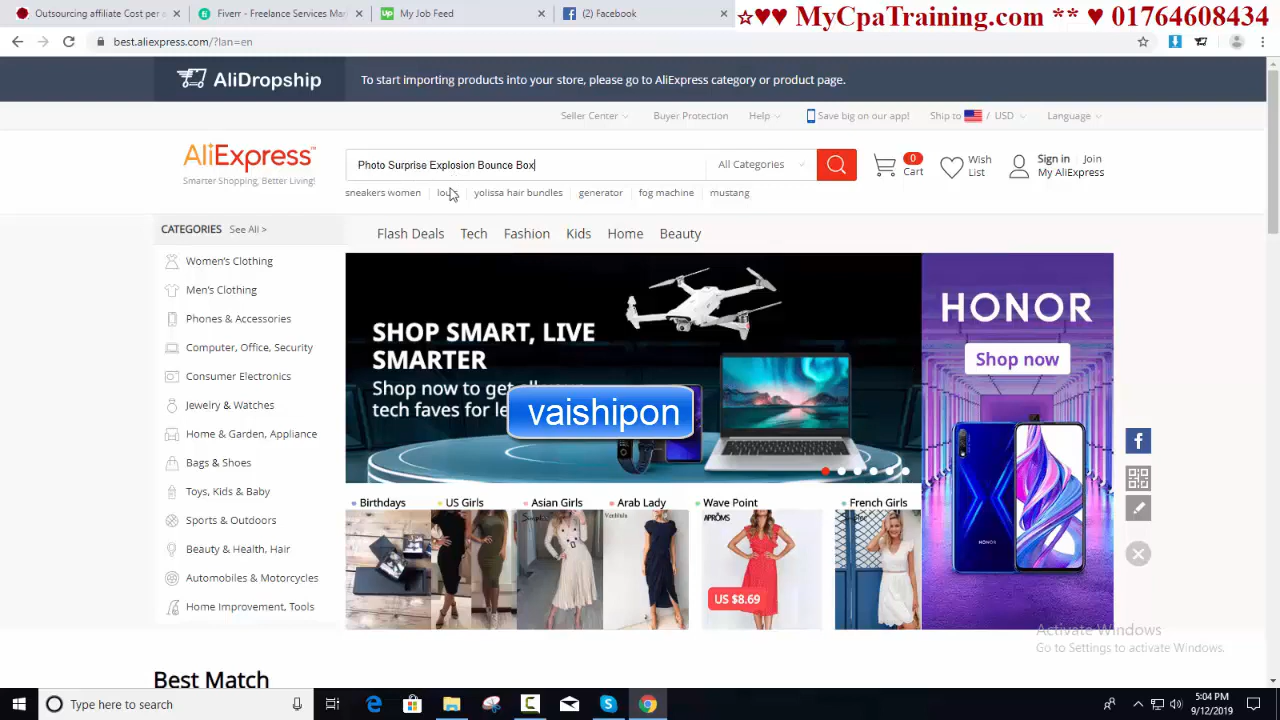 Outsourcing affiliate Cost per
Fiverr - Freelance Services Mar
My Job Feed
(2) Facebook
☆♥♥ MyCpaTraining.com ** ♥ 01764608434
best.aliexpress.com/?lan=en
AliDropship
To start importing products into your store, please go to AliExpress category or product page.
Seller Center
Buyer Protection
Help
Save big on our app!
Ship to / USD
Language
AliExpress
Smarter Shopping, Better Living!
Photo Surprise Explosion Bounce Box
All Categories
0
Cart
Wish
List
Sign in Join
My AliExpress
sneakers women
yolissa hair bundles
generator
fog machine
mustang
CATEGORIES See All >
Flash Deals
Tech
Fashion
Kids
Home
Beauty
Women's Clothing
Men's Clothing
Phones & Accessories
Computer, Office, Security
Consumer Electronics
Jewelry & Watches
Home & Garden, Appliance
Bags & Shoes
Toys, Kids & Baby
Sports & Outdoors
Beauty & Health, Hair
Automobiles & Motorcycles
Home Improvement, Tools
SHOP SMART, LIVE
SMARTER
Shop now to get all your
tech faves for le
vaishipon
HONOR
Shop now
HONOR
Birthdays
US Girls
Asian Girls
Arab Lady
Wave Point
French Girls
APROMS
US $8.69
Activate Windows
Go to Settings to activate Windows.
Best Match
Type here to search
5:04 PM
9/12/2019